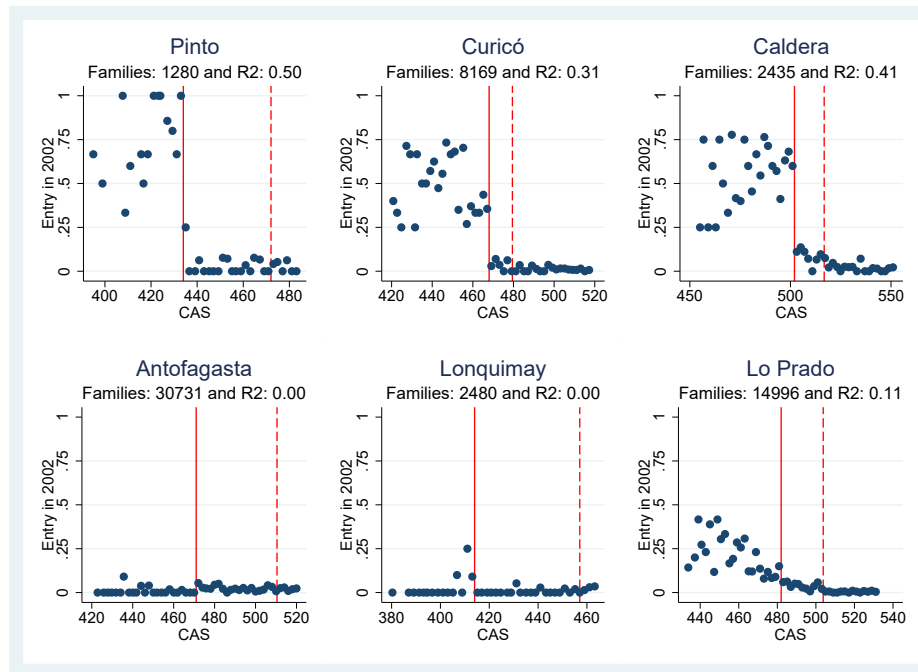 Pinto
Families: 1280 and R2: 0.50
Entry in 2002
0 .25 .5 .75 1
400 420 440 460 480
CAS
Curicó
Families: 8169 and R2: 0.31
Entry in 2002
0 .25 .5 .75 1
420 440 460 480 500 520
CAS
Caldera
Families: 2435 and R2: 0.41
Entry in 2002
0 .25 .5 .75 1
450 500 550
CAS
Antofagasta
Families: 30731 and R2: 0.00
Entry in 2002
0 .25 .5 .75 1
420 440 460 480 500 520
CAS
Lonquimay
Families: 2480 and R2: 0.00
Entry in 2002
0 .25 .5 .75 1
380 400 420 440 460
CAS
Lo Prado
Families: 14996 and R2: 0.11
Entry in 2002
0 .25 .5 .75 1
440 460 480 500 520 540
CAS